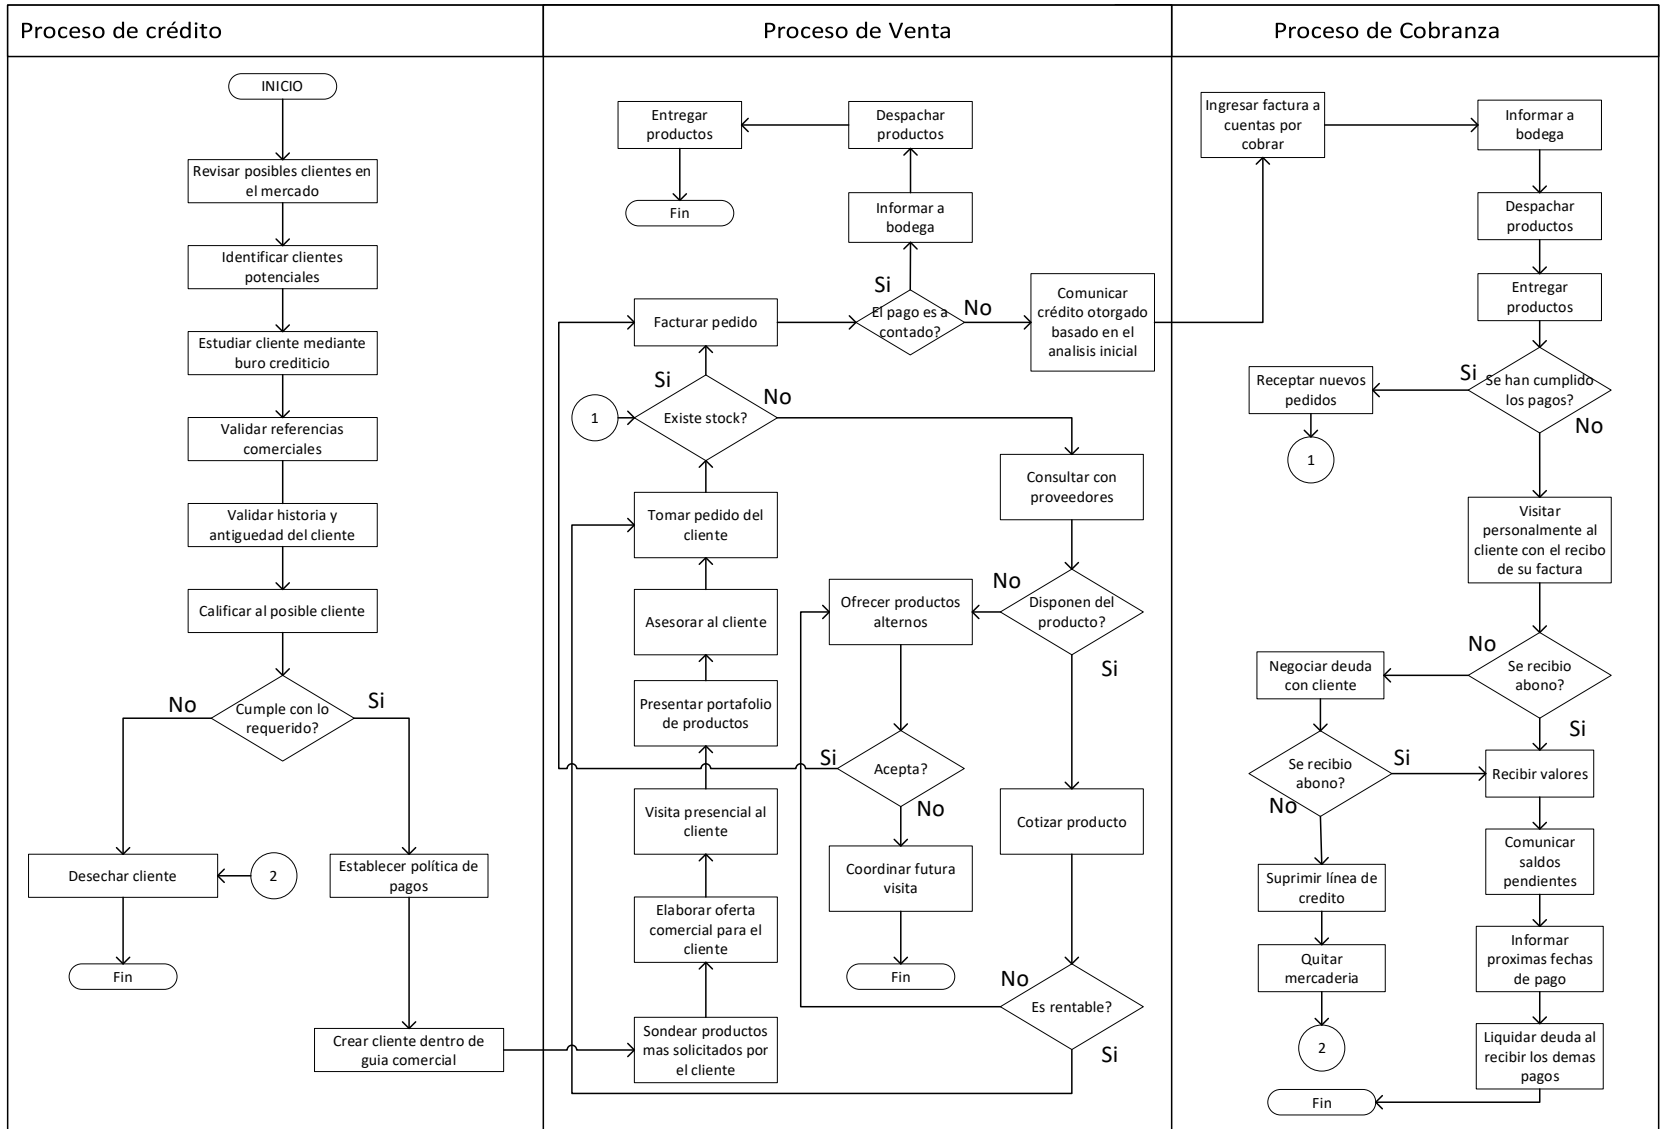 Proceso de crédito
INICIO
Revisar posibles clientes en
el mercado
Identificar clientes
potenciales
Estudiar cliente mediante
buro crediticio
Validar referencias
comerciales
Validar historia y
antiguedad del cliente
Calificar al posible cliente
Cumple con lo
requerido?
No
Si
Desechar cliente
2
Fin
Establecer política de
pagos
Crear cliente dentro de
guia comercial
Proceso de Venta
Entregar
productos
Fin
Despachar
productos
Informar a
bodega
Si
El pago es a
contado?
No
Comunicar
crédito otorgado
basado en el
analisis inicial
Facturar pedido
Si
No
1
Existe stock?
Consultar con
proveedores
Tomar pedido del
cliente
No
Disponen del
producto?
Si
Ofrecer productos
alternos
Asesorar al cliente
Presentar portafolio
de productos
Si
Acepta?
No
Visita presencial al
cliente
Cotizar producto
Coordinar futura
visita
Fin
Elaborar oferta
comercial para el
cliente
No
Es rentable?
Si
Sondear productos
mas solicitados por
el cliente
Proceso de Cobranza
Ingresar factura a
cuentas por
cobrar
Informar a
bodega
Despachar
productos
Entregar
productos
Si
Se han cumplido
los pagos?
No
Receptar nuevos
pedidos
1
Visitar
personalmente al
cliente con el recibo
de su factura
No
Se recibio
abono?
Si
Negociar deuda
con cliente
Se recibio
abono?
Si
No
Recibir valores
Comunicar
saldos
pendientes
Suprimir línea de
credito
Informar
proximas fechas
de pago
Quitar
mercaderia
2
Liquidar deuda al
recibir los demas
pagos
Fin